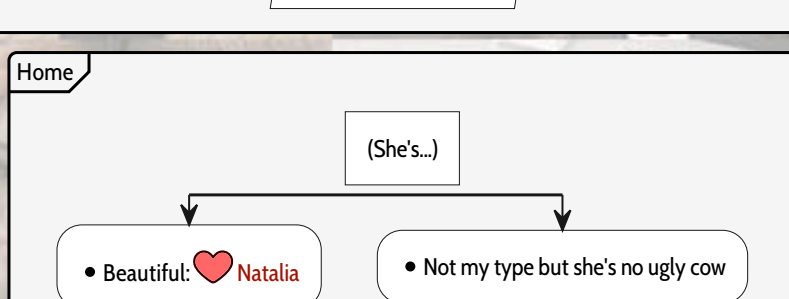 Home
(She's...)
• Beautiful: ❤ Natalia
• Not my type but she's no ugly cow